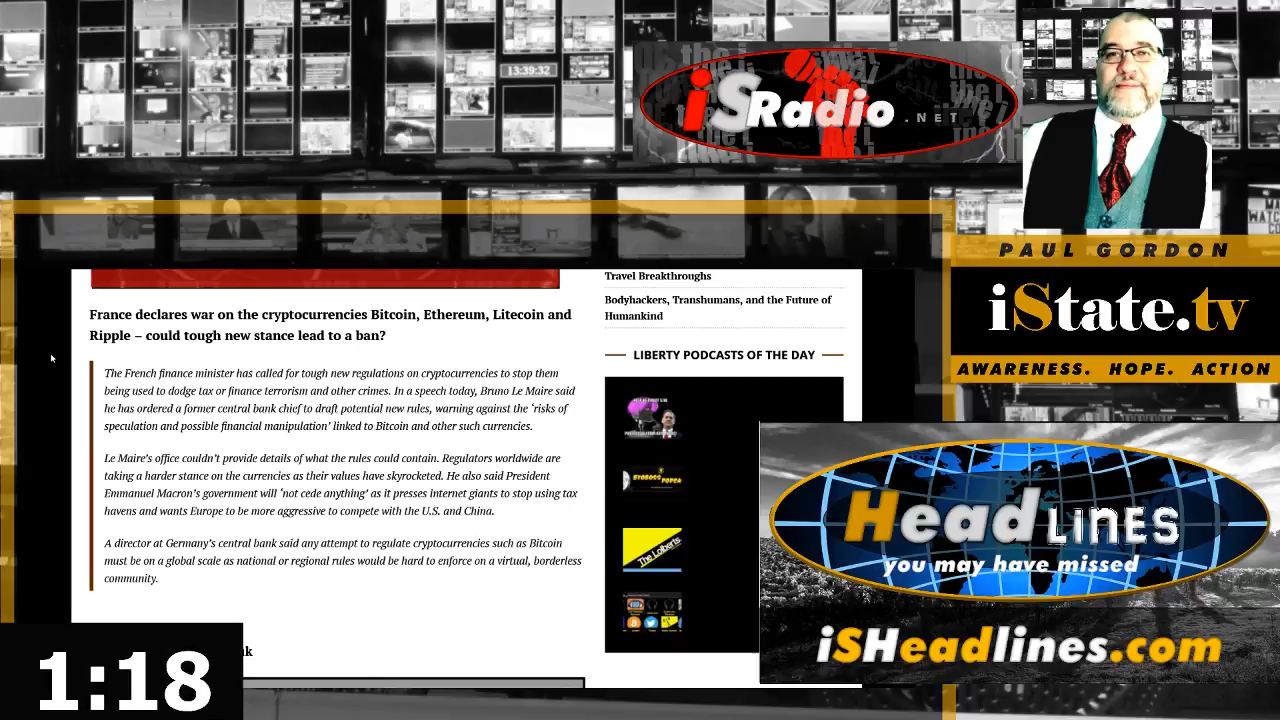 13:39:32
iSRadio
.NET
PAUL GORDON
iState.tv
AWARENESS. HOPE. ACTION
Travel Breakthroughs
Bodyhackers, Transhumans, and the Future of
Humankind
LIBERTY PODCASTS OF THE DAY
France declares war on the cryptocurrencies Bitcoin, Ethereum, Litecoin and
Ripple – could tough new stance lead to a ban?
The French finance minister has called for tough new regulations on cryptocurrencies to stop them
being used to dodge tax or finance terrorism and other crimes. In a speech today, Bruno Le Maire said
he has ordered a former central bank chief to draft potential new rules, warning against the ‘risks of
speculation and possible financial manipulation’ linked to Bitcoin and other such currencies.
Le Maire’s office couldn’t provide details of what the rules could contain. Regulators worldwide are
taking a harder stance on the currencies as their values have skyrocketed. He also said President
Emmanuel Macron’s government will ‘not cede anything’ as it presses internet giants to stop using tax
havens and wants Europe to be more aggressive to compete with the U.S. and China.
A director at Germany’s central bank said any attempt to regulate cryptocurrencies such as Bitcoin
must be on a global scale as national or regional rules would be hard to enforce on a virtual, borderless
community.
The Lolberts
HeadLINES
you may have missed
iSHeadlines.com
1:18